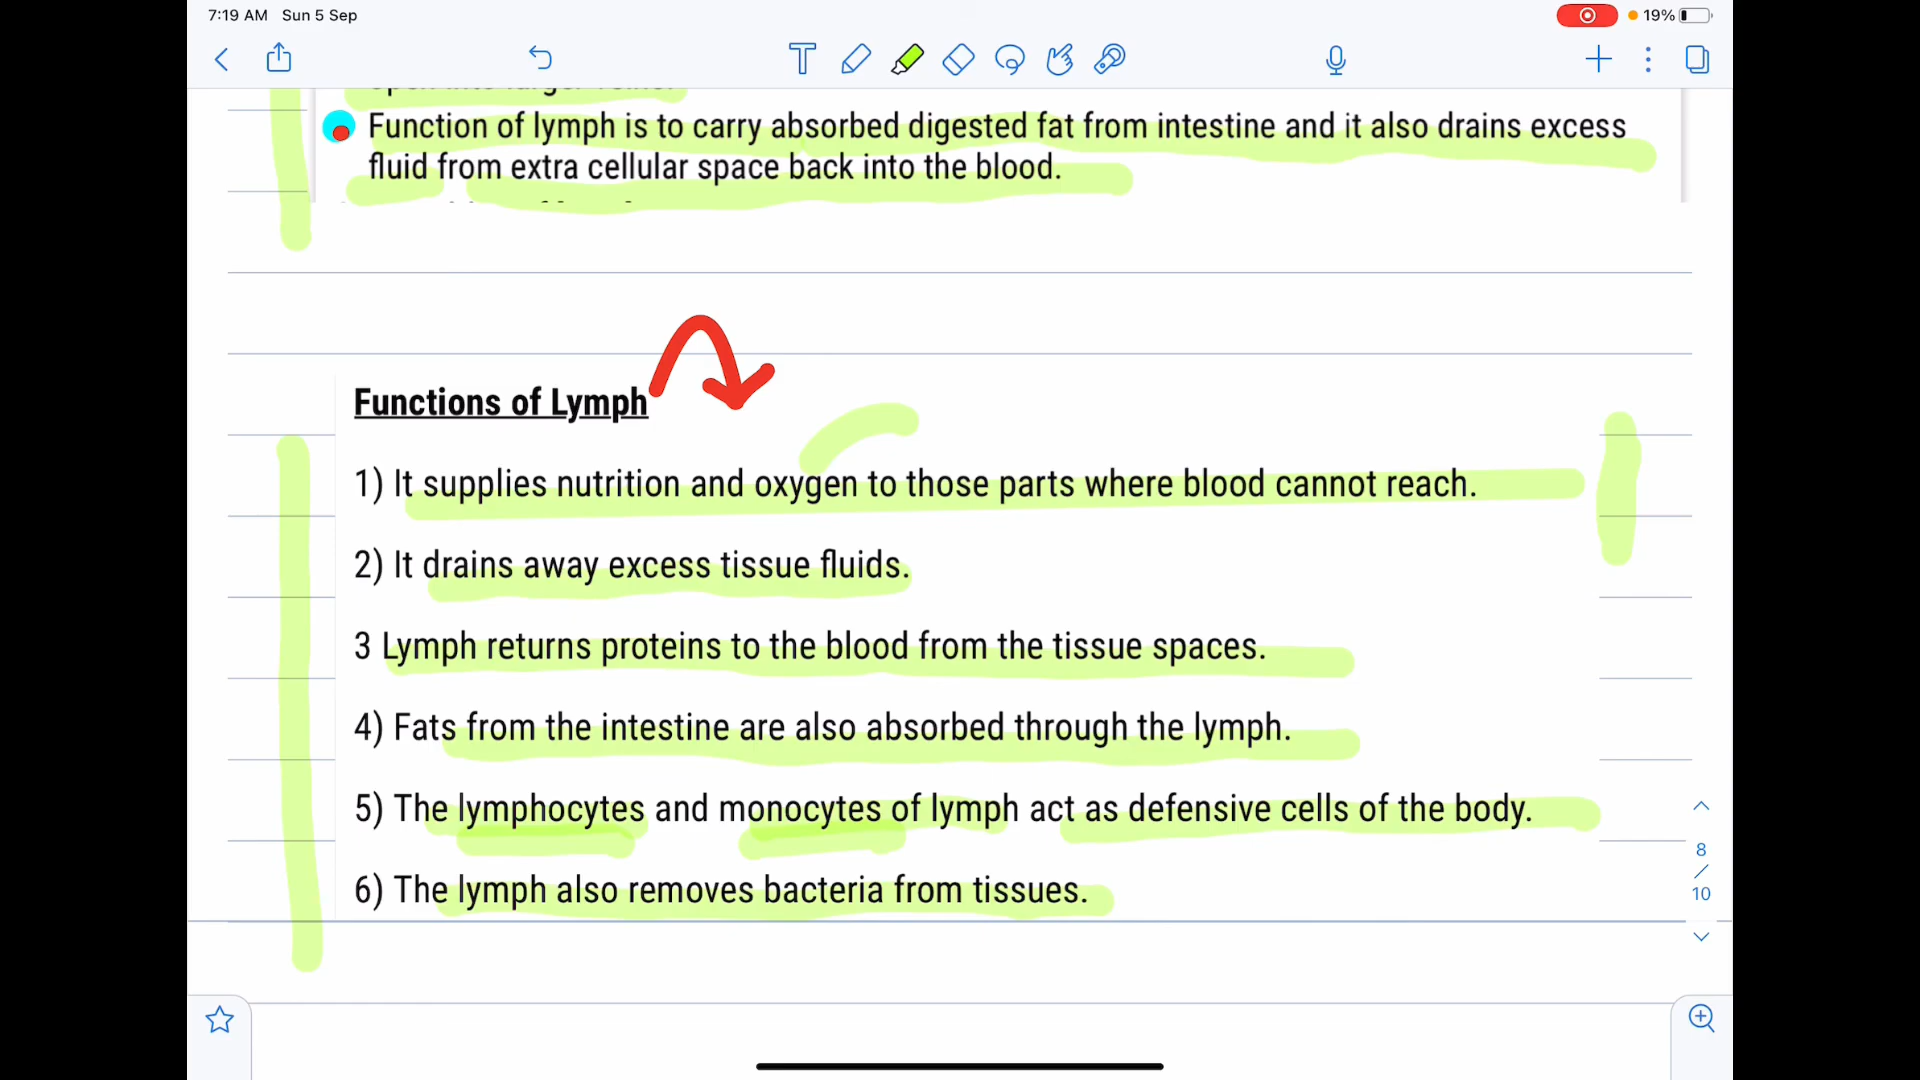 7:19 AM Sun 5 Sep
19%
T
Function of lymph is to carry absorbed digested fat from intestine and it also drains excess
fluid from extra cellular space back into the blood.
Functions of Lymph
1) It supplies nutrition and oxygen to those parts where blood cannot reach.
2) It drains away excess tissue fluids.
3 Lymph returns proteins to the blood from the tissue spaces.
4) Fats from the intestine are also absorbed through the lymph.
5) The lymphocytes and monocytes of lymph act as defensive cells of the body.
6) The lymph also removes bacteria from tissues.
8
/
10